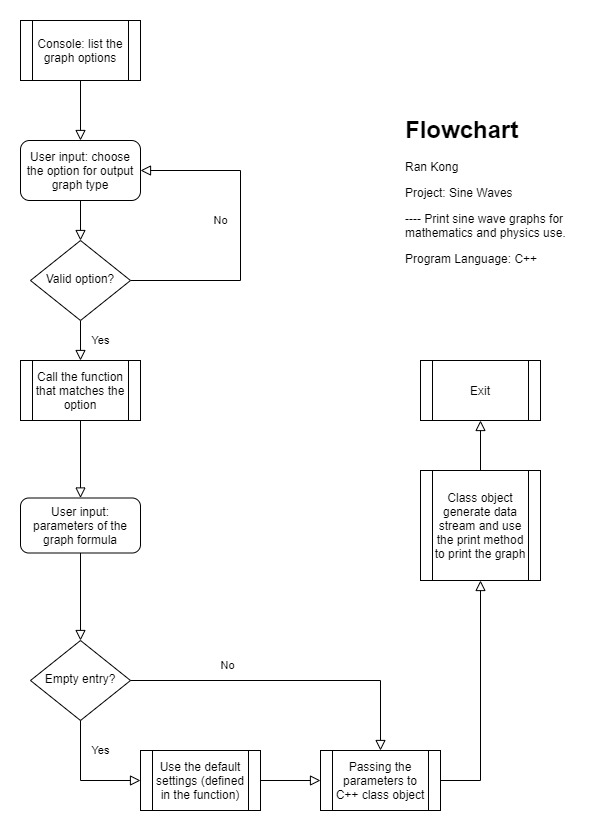 Console: list the
graph options
User input: choose
the option for output
graph type
No
Valid option?
Yes
Call the function
that matches the
option
User input:
parameters of the
graph formula
Empty entry?
No
Yes
Use the default
settings (defined
in the function)
Passing the
parameters to
C++ class object
Class object
generate data
stream and use
the print method
to print the graph
Exit
Flowchart
Ran Kong
Project: Sine Waves
---- Print sine wave graphs for
mathematics and physics use.
Program Language: C++